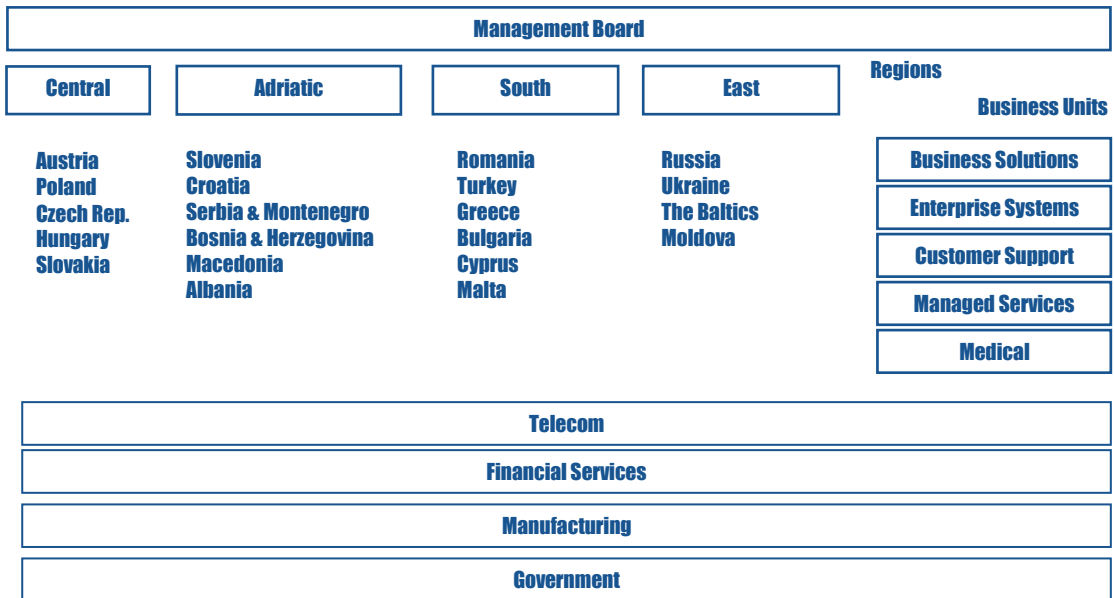 Management Board
Central
Adriatic
South
East
Regions
Business Units
Austria
Poland
Czech Rep.
Hungary
Slovakia
Slovenia
Croatia
Serbia & Montenegro
Bosnia & Herzegovina
Macedonia
Albania
Romania
Turkey
Greece
Bulgaria
Cyprus
Malta
Russia
Ukraine
The Baltics
Moldova
Business Solutions
Enterprise Systems
Customer Support
Managed Services
Medical
Telecom
Financial Services
Manufacturing
Government